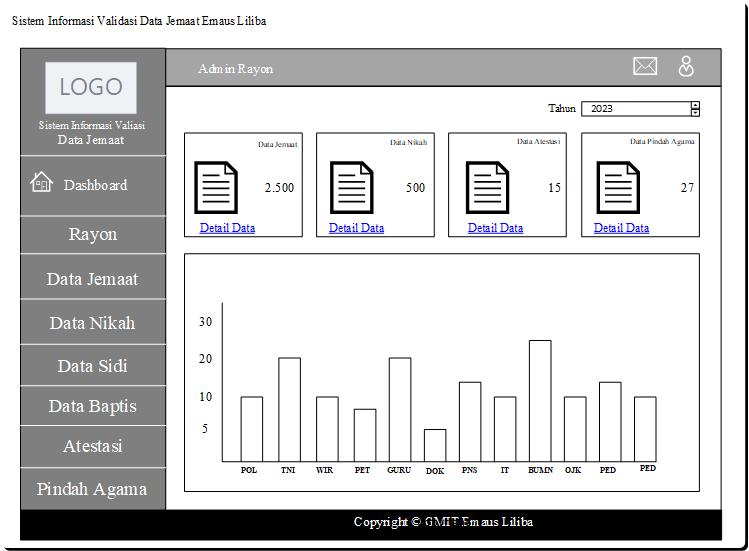 Sistem Informasi Validasi Data Jemaat Emaus Liliba
LOGO
Sistem Informasi Valiasi
Data Jemaat
Dashboard
Rayon
Data Jemaat
Data Nikah
Data Sidi
Data Baptis
Atestasi
Pindah Agama
Admin Rayon
Tahun 2023
Data Jemaat
2.500
Detail Data
Data Nikah
500
Detail Data
Data Atestasi
15
Detail Data
Data Pindah Agama
27
Detail Data
30
20
10
5
POL TNI WIR PET GURU DOK PNS IT BUMN OJK PED PED
Copyright © GMIT Emaus Liliba